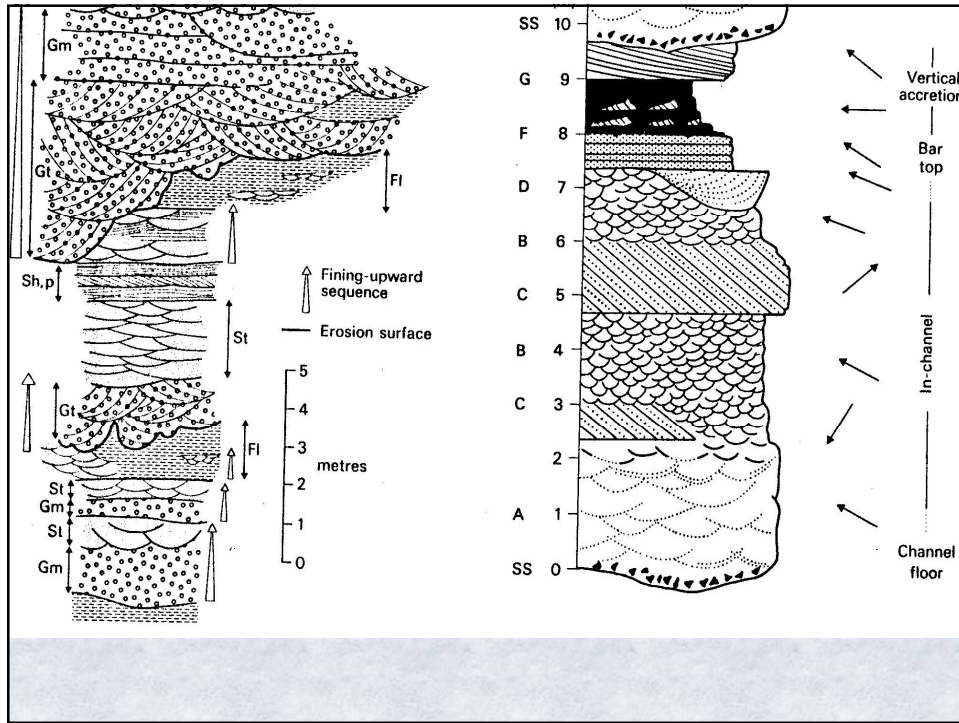 Gm
Gt
Fl
Sh,p
St
Gt
Fl
St
Gm
St
Gm
Fining-upward
sequence
Erosion surface
5
4
3
2
1
0
metres
SS 10
G 9
F 8
D 7
B 6
C 5
B 4
C 3
2
A 1
SS 0
Vertical
accretion
Bar
top
In-channel
Channel
floor